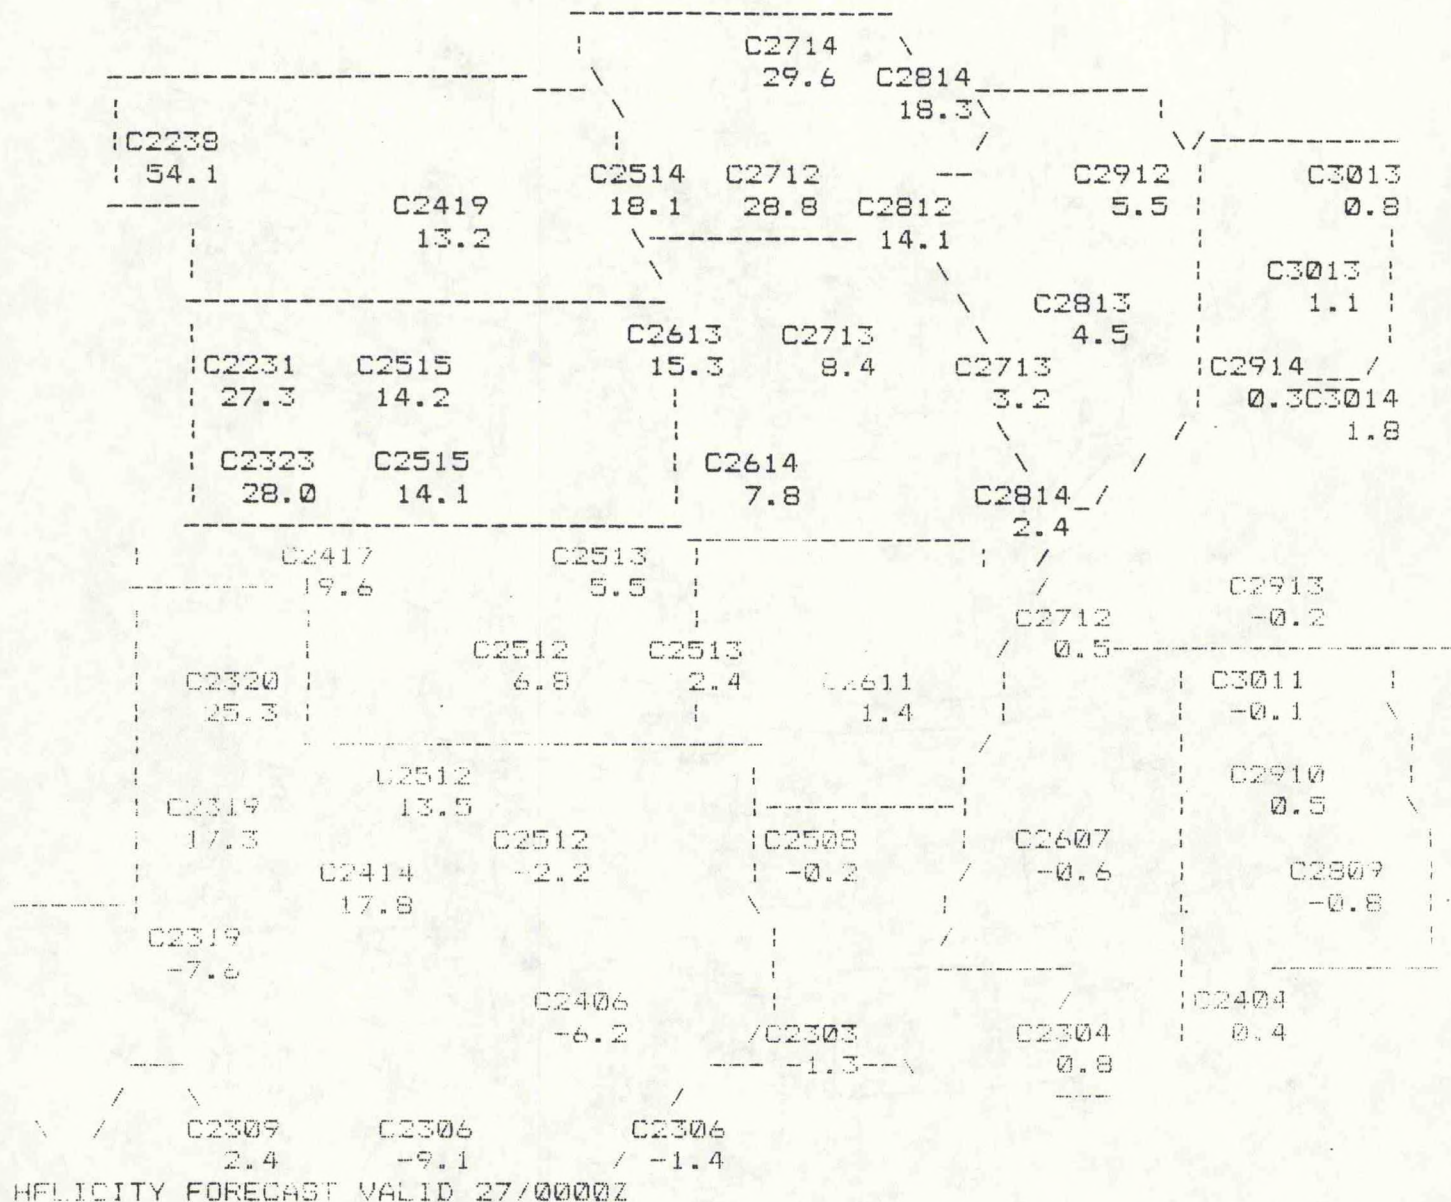 C2714
29.6 C2814
18.3
C2238
54.1 C2514 C2712 C2912 C3013
C2419 18.1 28.8 C2812 5.5 0.8
13.2 14.1
C3013
C2813 1.1
C2613 C2713 4.5
C2231 C2515 15.3 8.4 C2713 C2914
27.3 14.2 3.2 0.3C3014
1.8
C2323 C2515 C2614
28.0 14.1 7.8 C2814
2.4
C2417 C2513
9.6 5.5 C2913
C2712 -0.2
C2512 C2513 0.5
C2320 6.8 2.4 C2611 C3011
25.3 1.4 -0.1
C2512 C2910
C2319 13.5 0.5
17.3 C2512 C2508 C2607
C2414 -2.2 -0.2 -0.6 C2809
17.8 -0.8
C2319
-7.6
C2406 C2404
-6.2 C2303 C2304 0.4
-1.3 0.8
C2309 C2306 C2306
2.4 -9.1 -1.4
HELICITY FORECAST VALID 27/0000Z